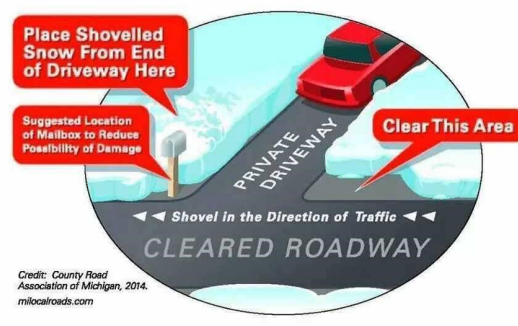 Place Shovelled
Snow From End
of Driveway Here
Suggested Location
of Mailbox to Reduce
Possibility of Damage
Clear This Area
PRIVATE
DRIVEWAY
Shovel in the Direction of Traffic
CLEARED ROADWAY
Credit: County Road
Association of Michigan, 2014.
milocalroads.com